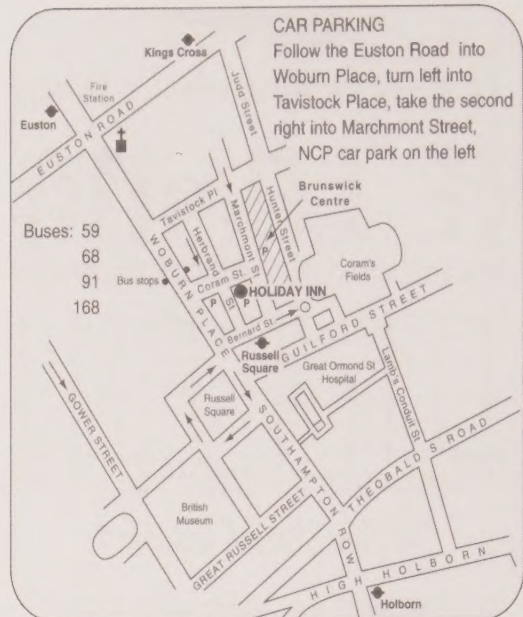 CAR PARKING
Follow the Euston Road into
Woburn Place, turn left into
Tavistock Place, take the second
right into Marchmont Street,
NCP car park on the left
Kings Cross
Fire
Station
Euston
EUSTON ROAD
Judd Street
Tavistock Pl
Brunswick
Centre
Hunter Street
Marchmont St
Herbrand St
WOBURN PLACE
Buses: 59
68
91
168
Bus stops
Coram St.
P
P
P
HOLIDAY INN
Coram's
Fields
Bernard St
GUILFORD STREET
Russell
Square
Great Ormond St
Hospital
Lamb's Conduit St
Russell
Square
GOWER STREET
SOUTHAMPTON ROW
THEOBALDS ROAD
British
Museum
GREAT RUSSELL STREET
HIGH HOLBORN
Holborn